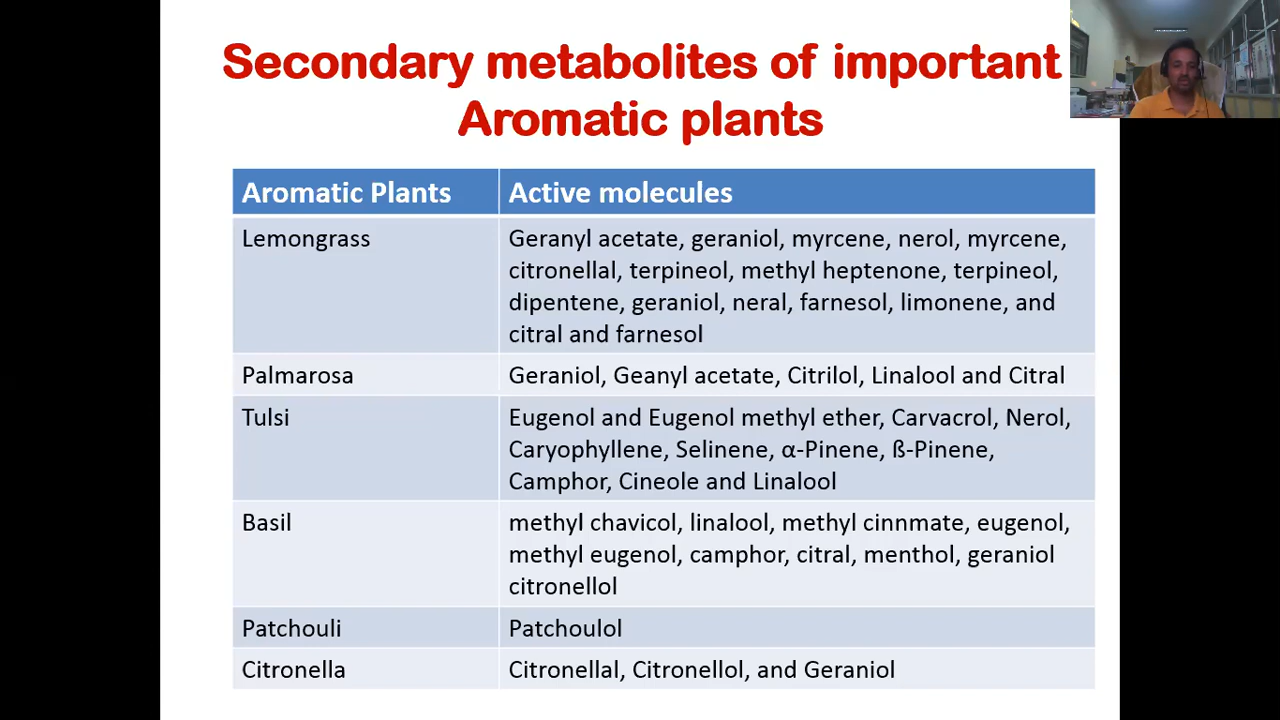 Secondary metabolites of important
Aromatic plants
Aromatic Plants
Active molecules
Lemongrass
Geranyl acetate, geraniol, myrcene, nerol, myrcene,
citronellal, terpineol, methyl heptenone, terpineol,
dipentene, geraniol, neral, farnesol, limonene, and
citral and farnesol
Palmarosa
Geraniol, Geanyl acetate, Citrilol, Linalool and Citral
Tulsi
Eugenol and Eugenol methyl ether, Carvacrol, Nerol,
Caryophyllene, Selinene, α-Pinene, ß-Pinene,
Camphor, Cineole and Linalool
Basil
methyl chavicol, linalool, methyl cinnmate, eugenol,
methyl eugenol, camphor, citral, menthol, geraniol
citronellol
Patchouli
Patchoulol
Citronella
Citronellal, Citronellol, and Geraniol